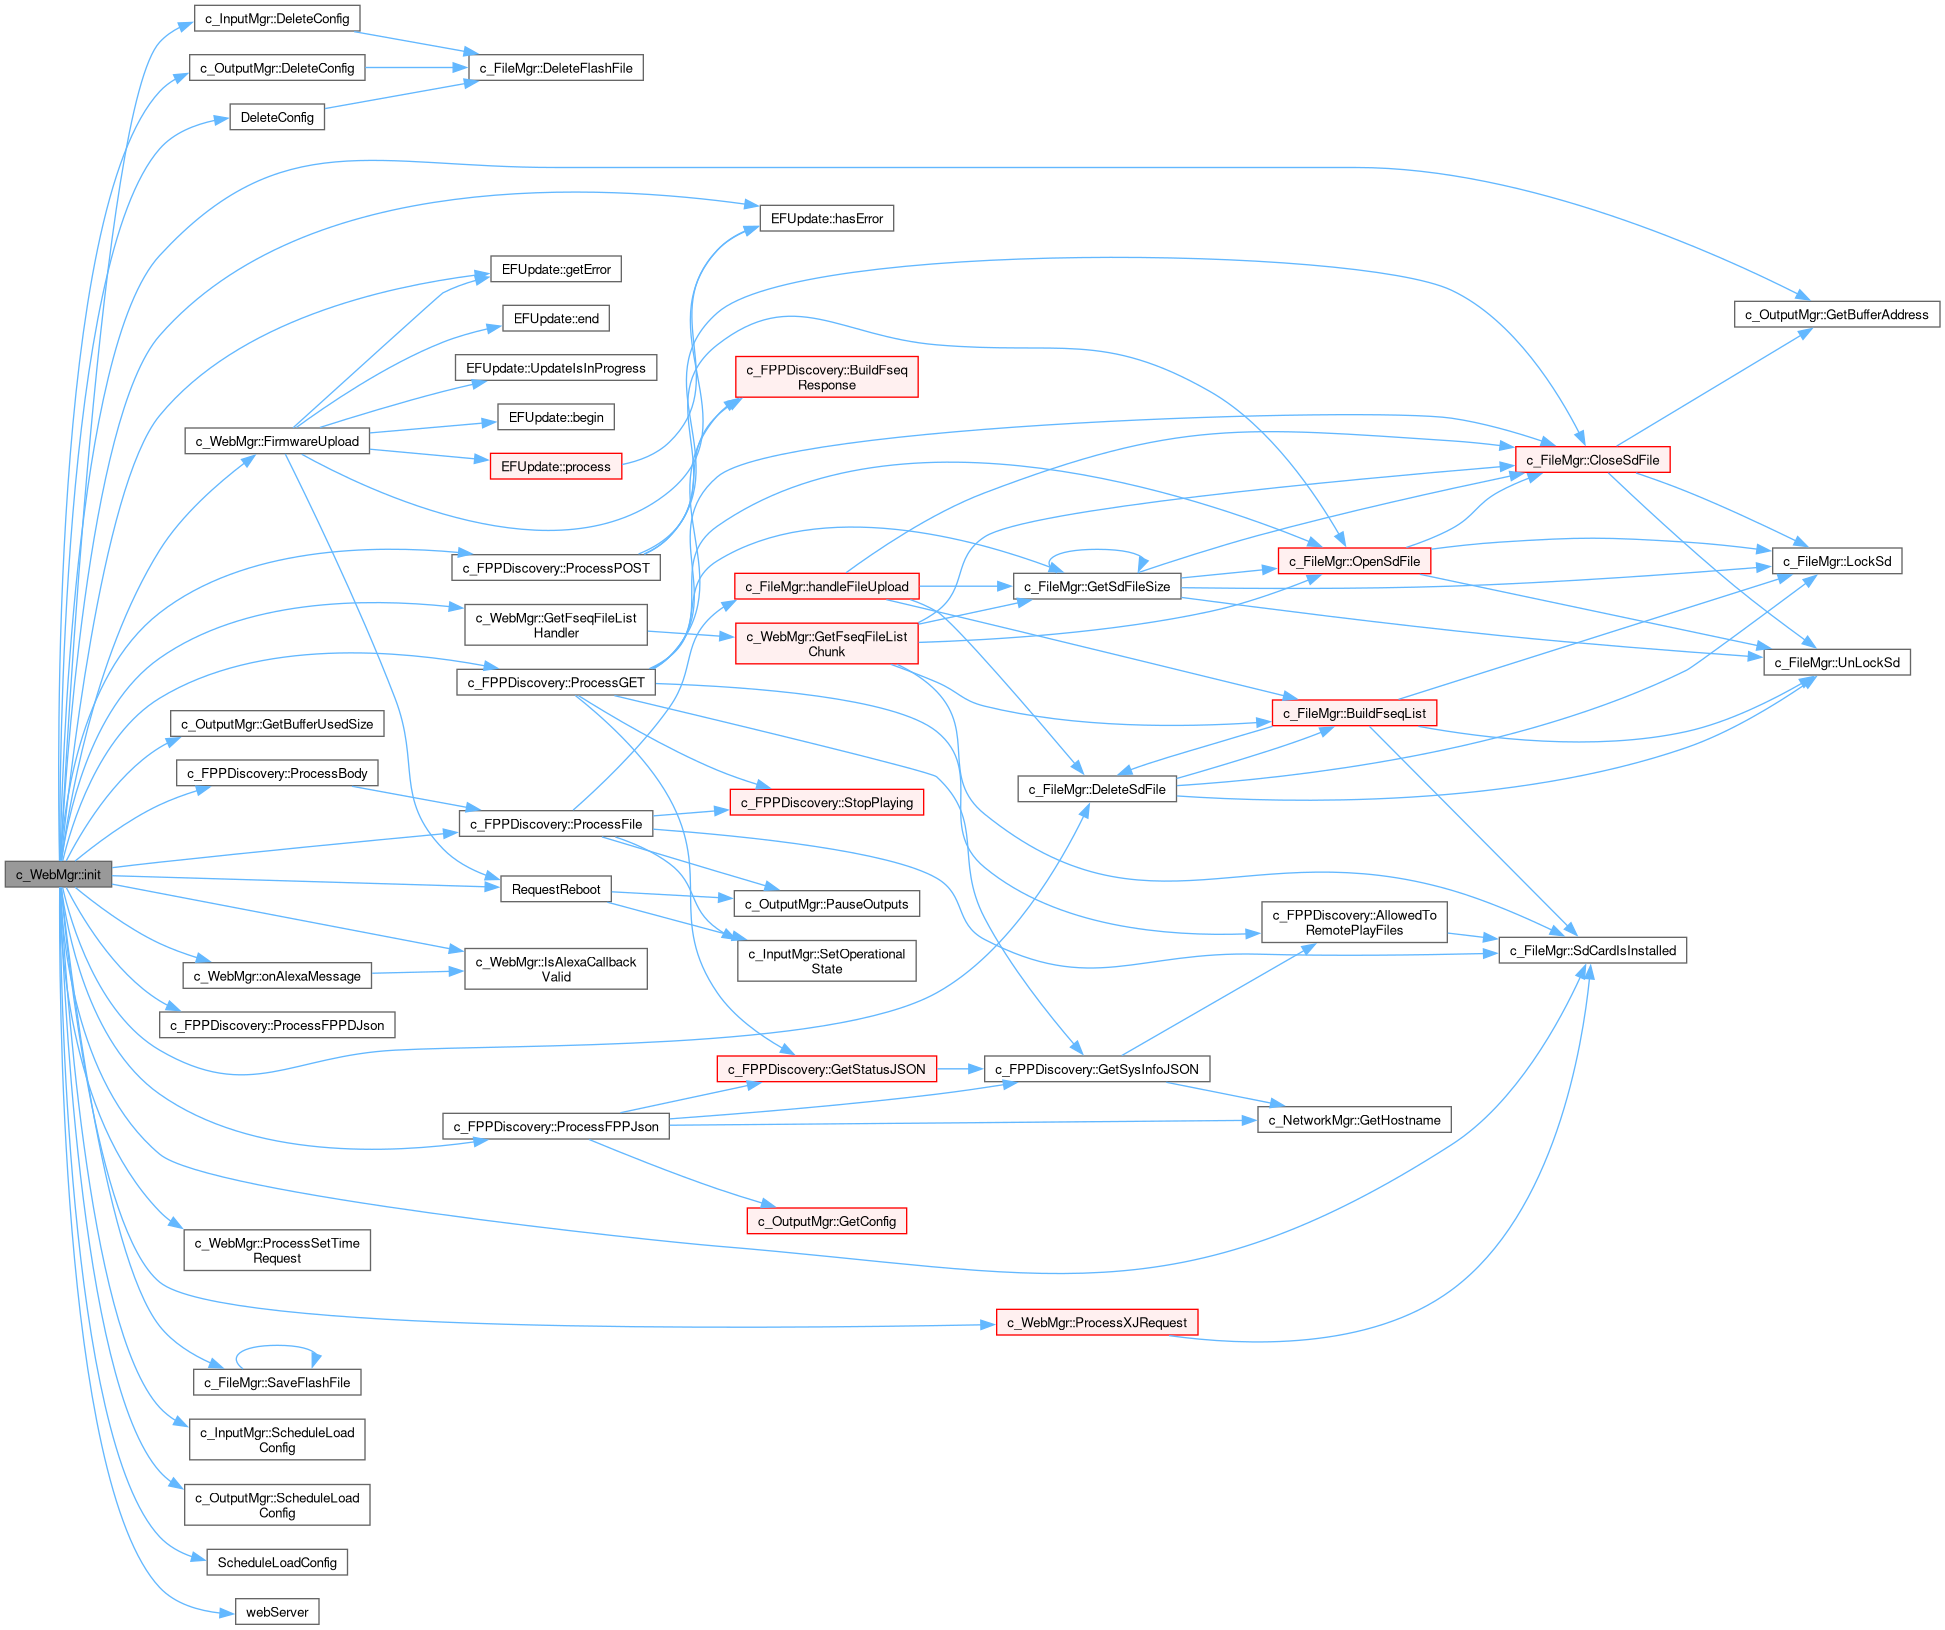 c_InputMgr::DeleteConfig
c_OutputMgr::DeleteConfig
c_FileMgr::DeleteFlashFile
DeleteConfig
EFUpdate::hasError
EFUpdate::getError
c_OutputMgr::GetBufferAddress
EFUpdate::end
EFUpdate::UpdateIsInProgress
c_FPPDiscovery::BuildFseq
Response
EFUpdate::begin
c_WebMgr::FirmwareUpload
EFUpdate::process
c_FileMgr::CloseSdFile
c_FPPDiscovery::ProcessPOST
c_FileMgr::OpenSdFile
c_FileMgr::LockSd
c_FileMgr::handleFileUpload
c_FileMgr::GetSdFileSize
c_WebMgr::GetFseqFileList
Handler
c_WebMgr::GetFseqFileList
Chunk
c_FileMgr::UnLockSd
c_FPPDiscovery::ProcessGET
c_OutputMgr::GetBufferUsedSize
c_FileMgr::BuildFseqList
c_FPPDiscovery::ProcessBody
c_FileMgr::DeleteSdFile
c_FPPDiscovery::StopPlaying
c_FPPDiscovery::ProcessFile
c_WebMgr::init
RequestReboot
c_OutputMgr::PauseOutputs
c_FPPDiscovery::AllowedTo
RemotePlayFiles
c_InputMgr::SetOperational
State
c_FileMgr::SdCardIsInstalled
c_WebMgr::onAlexaMessage
c_WebMgr::IsAlexaCallback
Valid
c_FPPDiscovery::ProcessFPPDJson
c_FPPDiscovery::GetStatusJSON
c_FPPDiscovery::GetSysInfoJSON
c_FPPDiscovery::ProcessFPPJson
c_NetworkMgr::GetHostname
c_OutputMgr::GetConfig
c_WebMgr::ProcessSetTime
Request
c_WebMgr::ProcessXJRequest
c_FileMgr::SaveFlashFile
c_InputMgr::ScheduleLoad
Config
c_OutputMgr::ScheduleLoad
Config
ScheduleLoadConfig
webServer